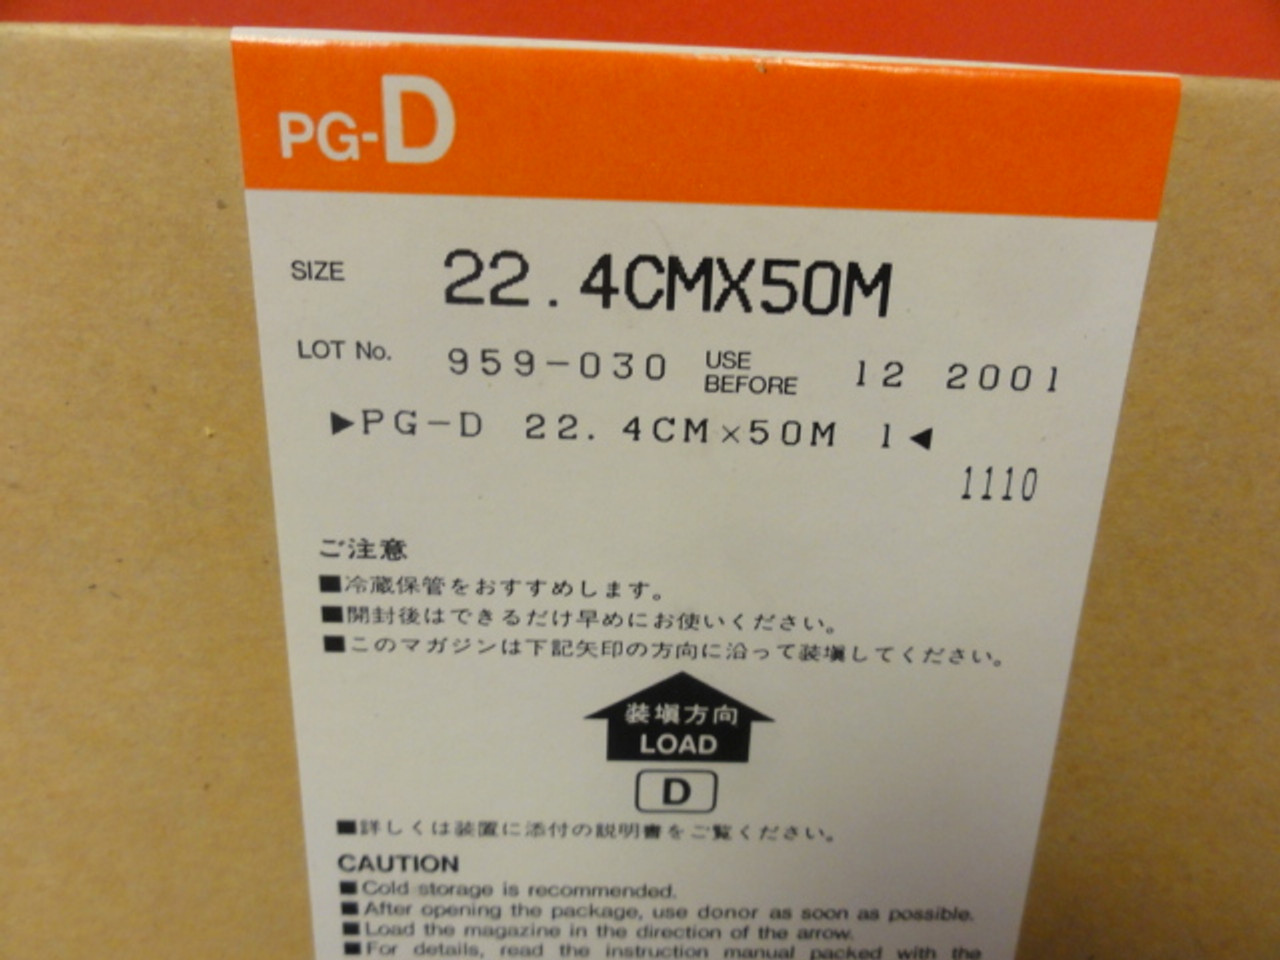 PG-D
SIZE 22.4CMX50M
LOT No. 959-030 USE BEFORE 12 2001
▶PG-D 22.4CM×50M 1◀
1110
ご注意
■冷蔵保管をおすすめします。
■開封後はできるだけ早めにお使いください。
■このマガジンは下記矢印の方向に沿って装塡してください。
装塡方向
LOAD
D
■詳しくは装置に添付の説明書をご覧ください。
CAUTION
■Cold storage is recommended.
■After opening the package, use donor as soon as possible.
■Load the magazine in the direction of the arrow.
■For details, read the instruction manual packed with the